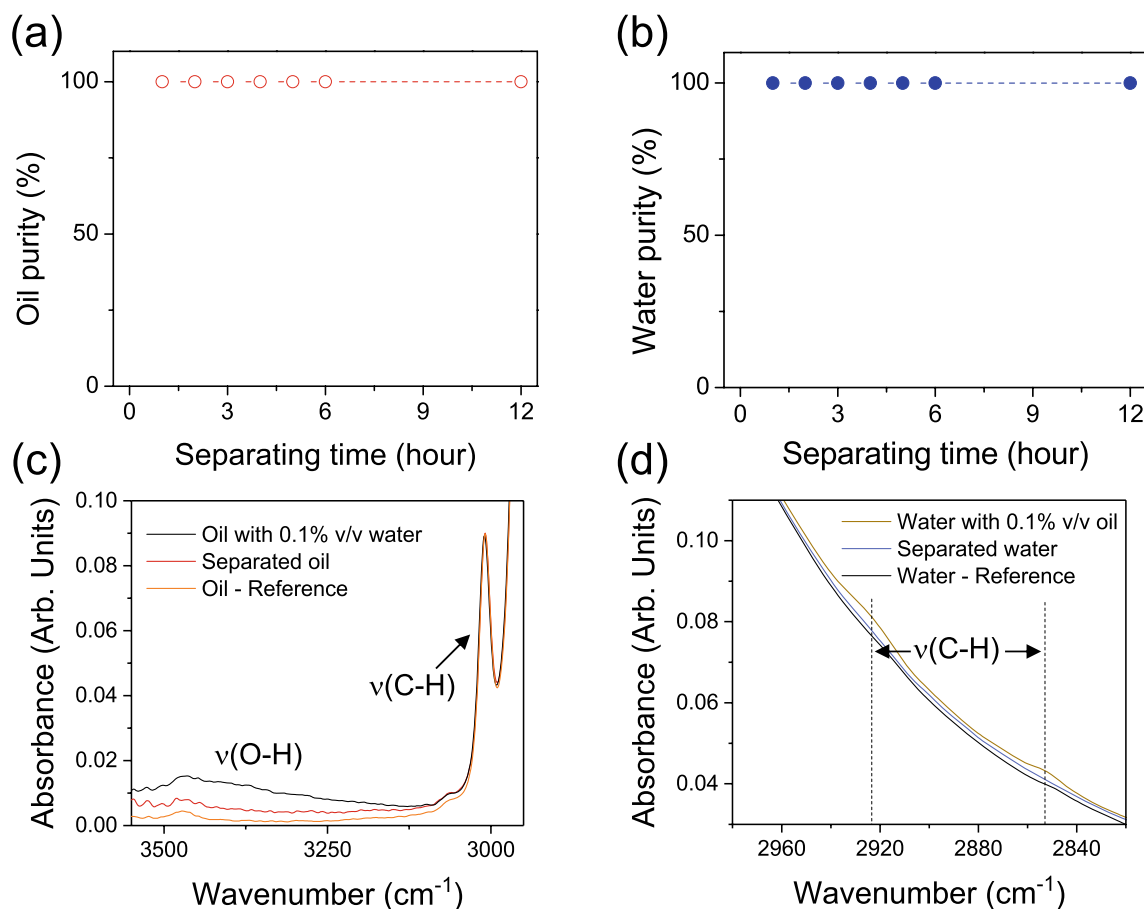 (a)
Oil purity (%)
100
50
0
0 3 6 9 12
Separating time (hour)
(b)
Water purity (%)
100
50
0
0 3 6 9 12
Separating time (hour)
(c)
Absorbance (Arb. Units)
0.10
0.08
0.06
0.04
0.02
0.00
Oil with 0.1% v/v water
Separated oil
Oil - Reference
ν(C-H)
ν(O-H)
3500 3250 3000
Wavenumber (cm⁻¹)
(d)
Absorbance (Arb. Units)
0.10
0.08
0.06
0.04
Water with 0.1% v/v oil
Separated water
Water - Reference
ν(C-H)
2960 2920 2880 2840
Wavenumber (cm⁻¹)